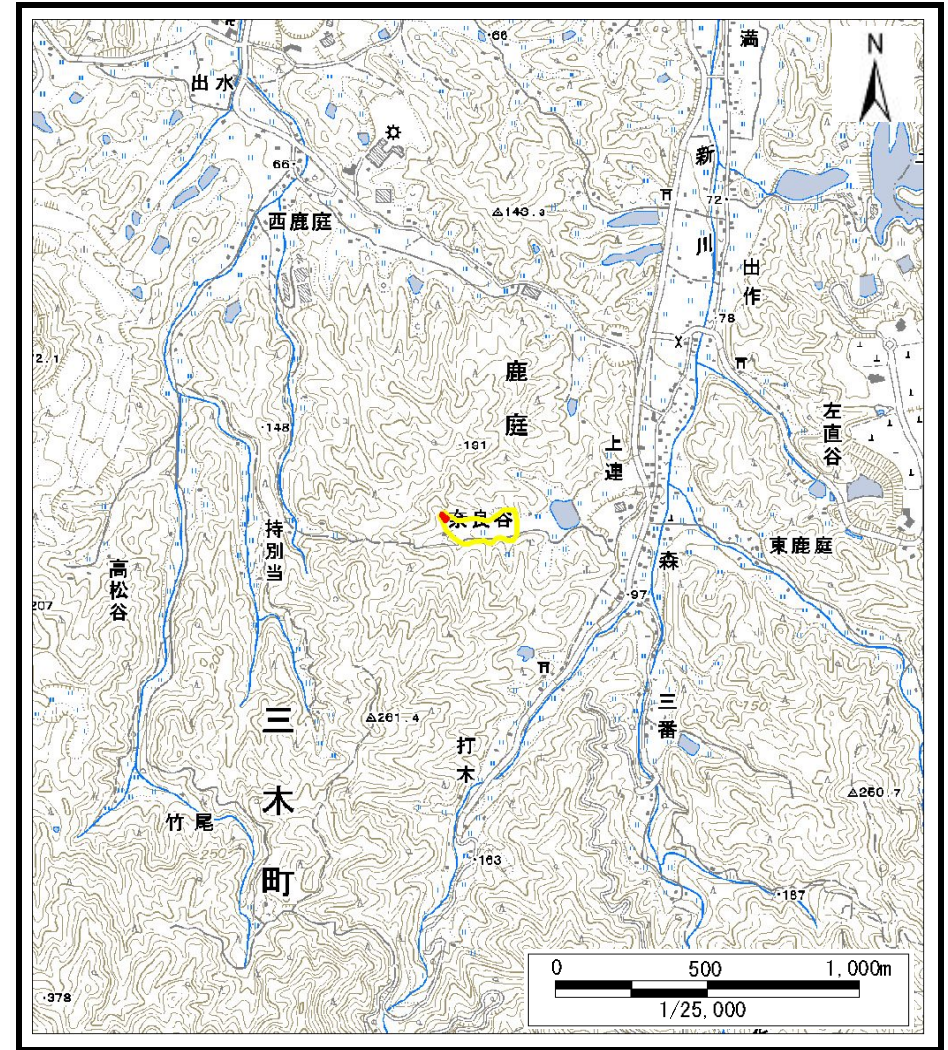 ・66
満
N
出水
66・
新川
72・
西鹿庭
△143.3
出作
・78
2.1
鹿庭
左直谷
・148
・191
上連
奈良谷
持別当
東鹿庭
森
高松谷
207
・97
200
三番
三木町
△261.4
打木
△260.7
竹尾
・163
・187
・378
0 500 1,000m
1/25,000